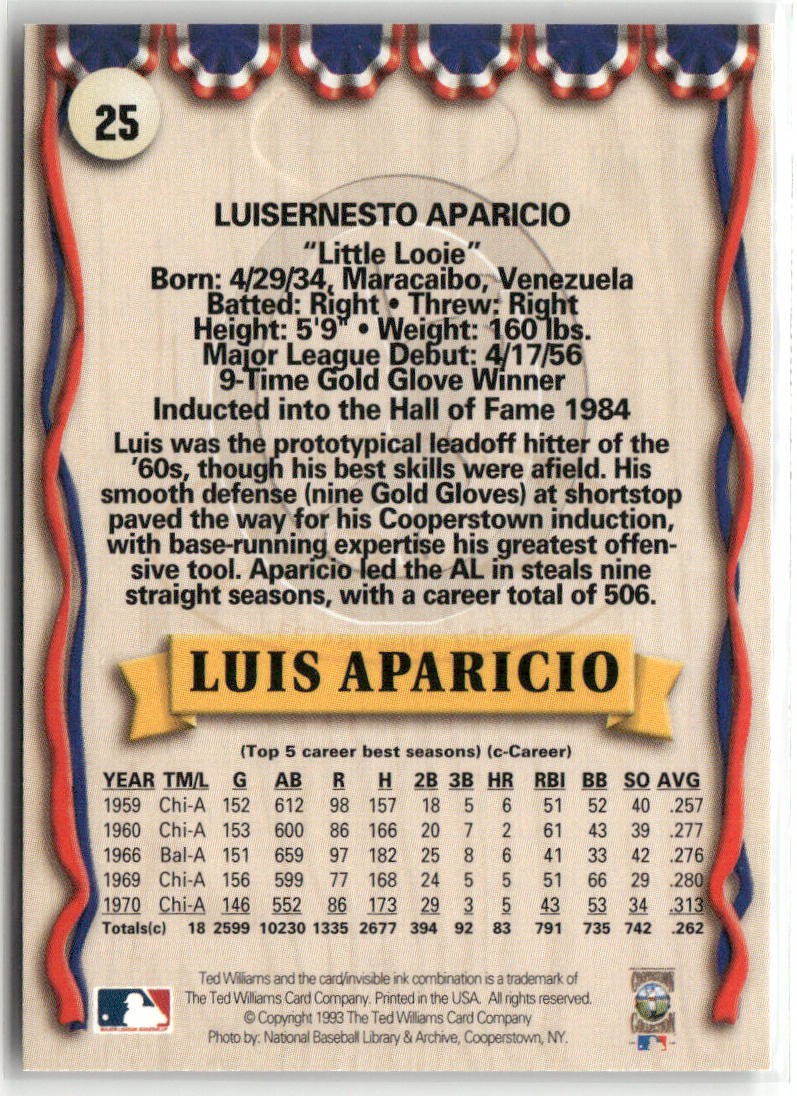 25
LUISERNESTO APARICIO
"Little Looie"
Born: 4/29/34, Maracaibo, Venezuela
Batted: Right • Threw: Right
Height: 5'9" • Weight: 160 lbs.
Major League Debut: 4/17/56
9-Time Gold Glove Winner
Inducted into the Hall of Fame 1984
Luis was the prototypical leadoff hitter of the
'60s, though his best skills were afield. His
smooth defense (nine Gold Gloves) at shortstop
paved the way for his Cooperstown induction,
with base-running expertise his greatest offen-
sive tool. Aparicio led the AL in steals nine
straight seasons, with a career total of 506.
LUIS APARICIO
(Top 5 career best seasons) (c-Career)
YEAR TM/L G AB R H 2B 3B HR RBI BB SO AVG
1959 Chi-A 152 612 98 157 18 5 6 51 52 40 .257
1960 Chi-A 153 600 86 166 20 7 2 61 43 39 .277
1966 Bal-A 151 659 97 182 25 8 6 41 33 42 .276
1969 Chi-A 156 599 77 168 24 5 5 51 66 29 .280
1970 Chi-A 146 552 86 173 29 3 5 43 53 34 .313
Totals(c) 18 2599 10230 1335 2677 394 92 83 791 735 742 .262
Ted Williams and the card/invisible ink combination is a trademark of
The Ted Williams Card Company. Printed in the USA. All rights reserved.
© Copyright 1993 The Ted Williams Card Company
Photo by: National Baseball Library & Archive, Cooperstown, NY.
MAJOR LEAGUE BASEBALL
COOPERSTOWN
COLLECTION